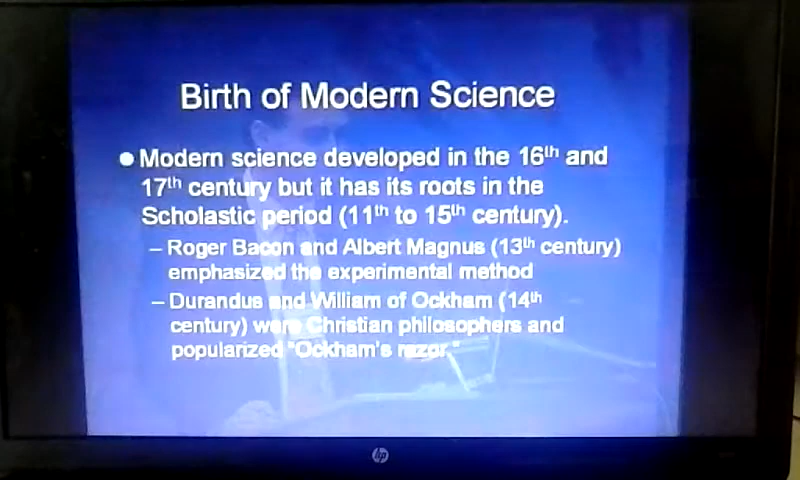 Birth of Modern Science
● Modern science developed in the 16th and
17th century but it has its roots in the
Scholastic period (11th to 15th century).
– Roger Bacon and Albert Magnus (13th century)
emphasized the experimental method
– Durandus and William of Ockham (14th
century) were Christian philosophers and
popularized "Ockham's razor."
hp